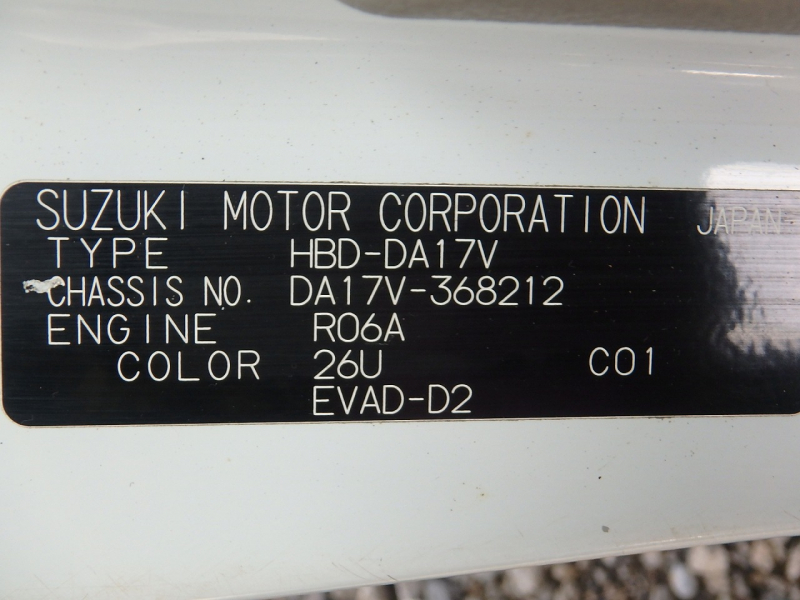 SUZUKI MOTOR CORPORATION JAPAN
TYPE HBD-DA17V
CHASSIS NO. DA17V-368212
ENGINE R06A
COLOR 26U C01
EVAD-D2